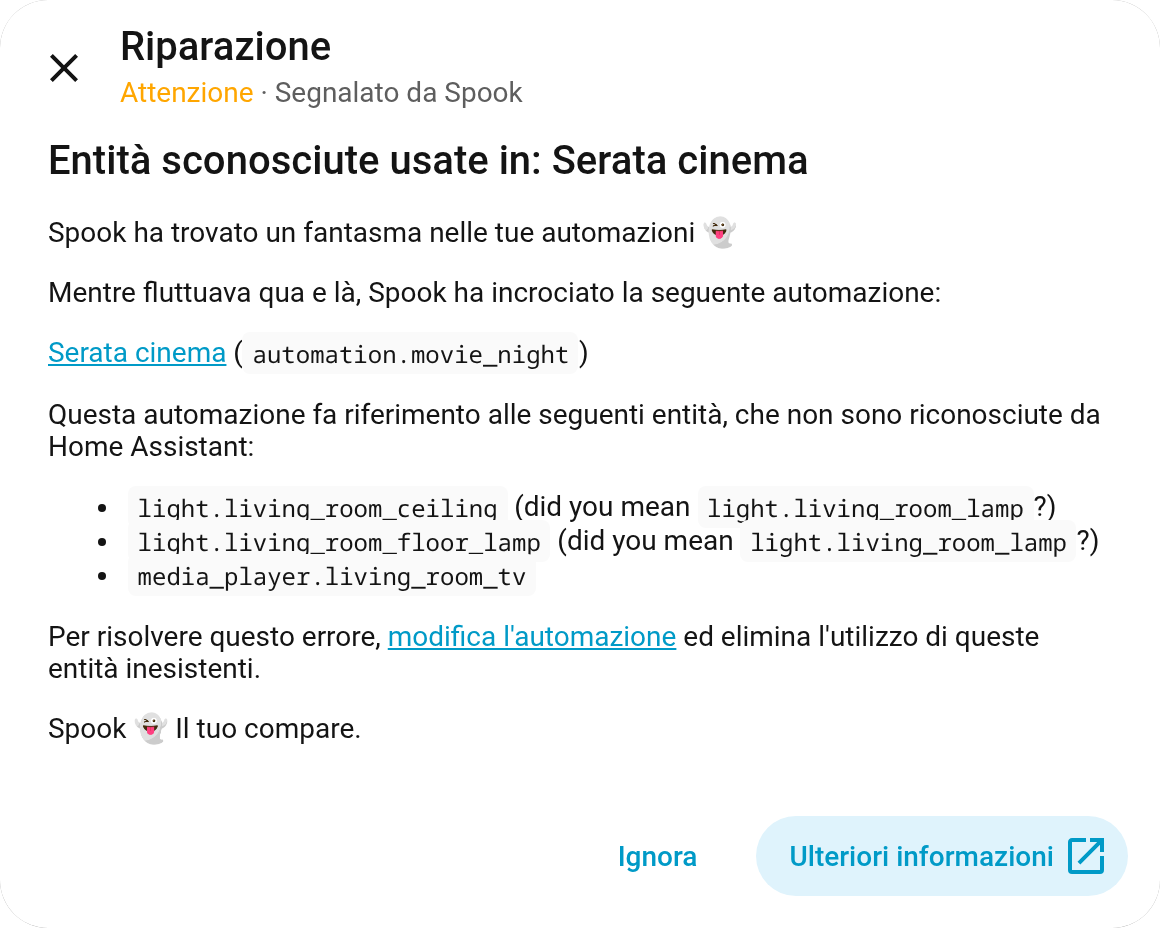 Riparazione
Attenzione · Segnalato da Spook
Entità sconosciute usate in: Serata cinema
Spook ha trovato un fantasma nelle tue automazioni 👻
Mentre fluttuava qua e là, Spook ha incrociato la seguente automazione:
Serata cinema ( automation.movie_night )
Questa automazione fa riferimento alle seguenti entità, che non sono riconosciute da
Home Assistant:
• light.living_room_ceiling (did you mean light.living_room_lamp ?)
• light.living_room_floor_lamp (did you mean light.living_room_lamp ?)
• media_player.living_room_tv
Per risolvere questo errore, modifica l'automazione ed elimina l'utilizzo di queste
entità inesistenti.
Spook 👻 Il tuo compare.
Ignora
Ulteriori informazioni